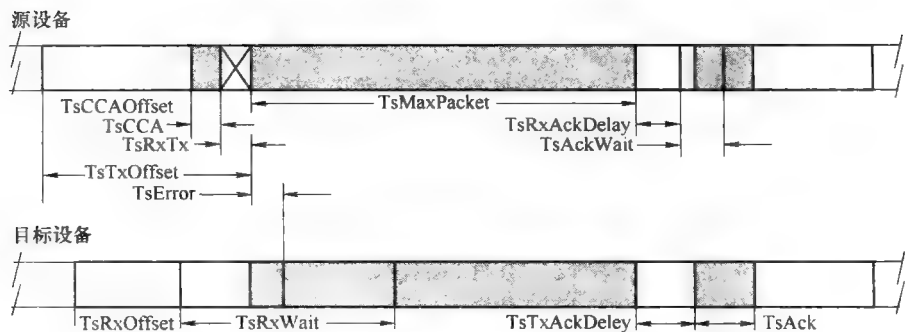 源设备
TsCCAOffset
TsCCA
TsRxTx
TsTxOffset
TsError
TsMaxPacket
TsRxAckDelay
TsAckWait
目标设备
TsRxOffset
TsRxWait
TsTxAckDeley
TsAck